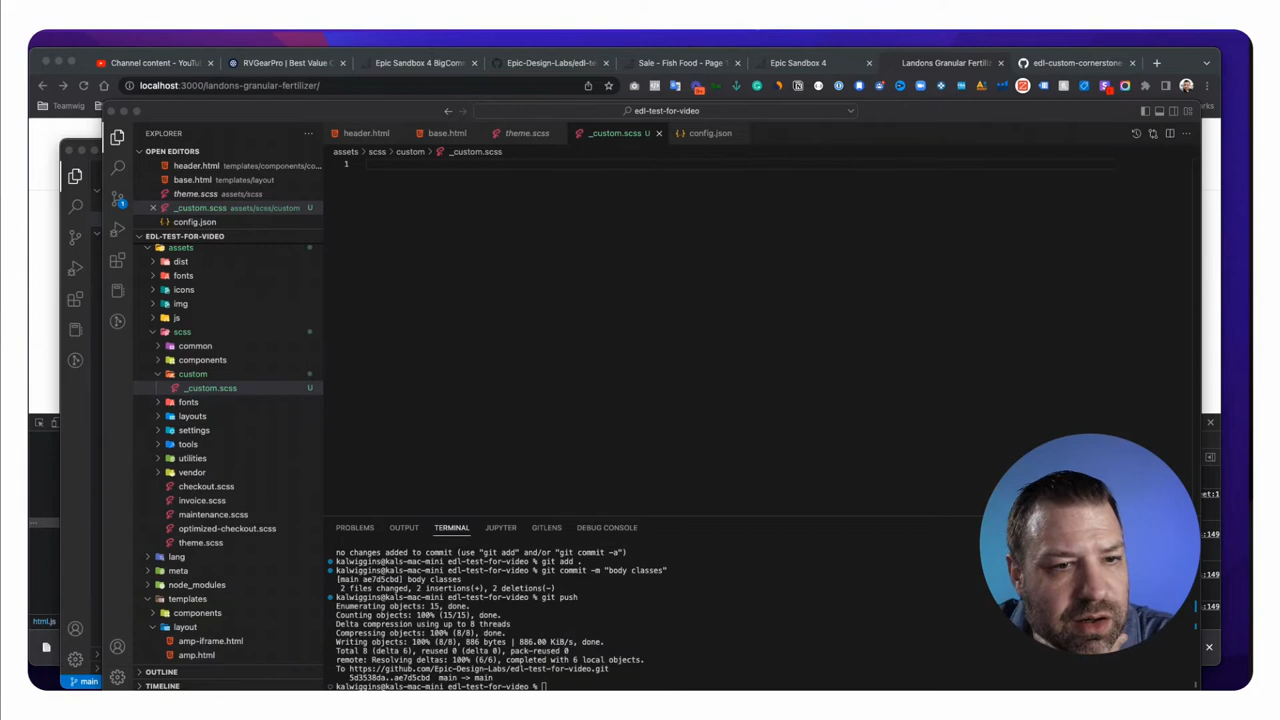 Channel content - YouTu
RVGearPro | Best Value C
Epic Sandbox 4 BigCom
Epic-Design-Labs/edl-te
Sale - Fish Food - Page
Epic Sandbox 4
Landons Granular Fertiliz
edl-custom-cornerstone
localhost:3000/landons-granular-fertilizer/
Teamwig
edl-test-for-video
EXPLORER
header.html
base.html
theme.scss
_custom.scss U
config.json
OPEN EDITORS
assets > scss > custom > _custom.scss
1
header.html templates/components/co...
base.html templates/layout
theme.scss assets/scss
_custom.scss assets/scss/custom U
config.json
EDL-TEST-FOR-VIDEO
assets
dist
fonts
icons
img
js
scss
common
components
custom
_custom.scss U
fonts
layouts
settings
tools
utilities
vendor
checkout.scss
invoice.scss
maintenance.scss
optimized-checkout.scss
theme.scss
lang
meta
node_modules
templates
components
layout
amp-iframe.html
amp.html
OUTLINE
TIMELINE
PROBLEMS OUTPUT TERMINAL JUPYTER GITLENS DEBUG CONSOLE
no changes added to commit (use "git add" and/or "git commit -a")
kalwiggins@kals-mac-mini edl-test-for-video % git add .
kalwiggins@kals-mac-mini edl-test-for-video % git commit -m "body classes"
[main ae7d5cbd] body classes
2 files changed, 2 insertions(+), 2 deletions(-)
kalwiggins@kals-mac-mini edl-test-for-video % git push
Enumerating objects: 15, done.
Counting objects: 100% (15/15), done.
Delta compression using up to 8 threads
Compressing objects: 100% (8/8), done.
Writing objects: 100% (8/8), 886 bytes | 886.00 KiB/s, done.
Total 8 (delta 6), reused 0 (delta 0), pack-reused 0
remote: Resolving deltas: 100% (6/6), completed with 6 local objects.
To https://github.com/Epic-Design-Labs/edl-test-for-video.git
5d3538da..ae7d5cbd main -> main
kalwiggins@kals-mac-mini edl-test-for-video %
html.js
main